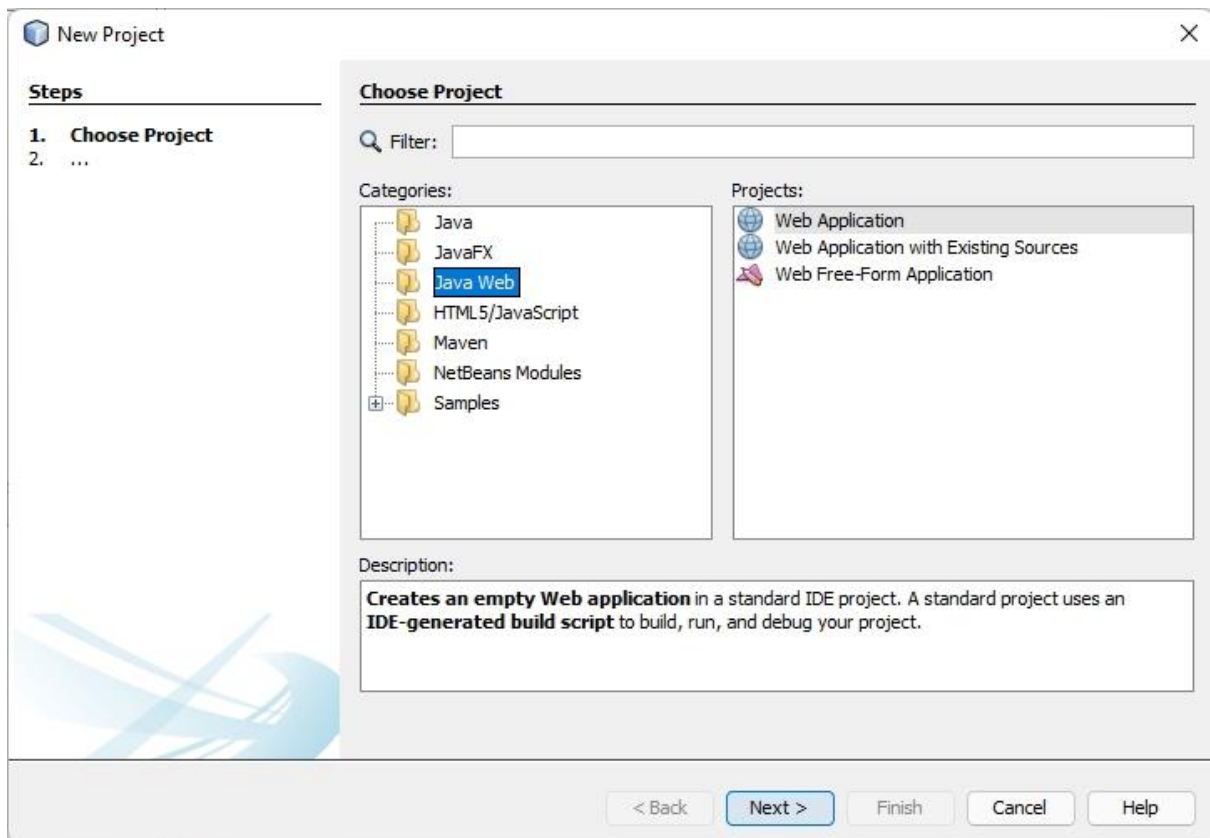 New Project
Steps
1. Choose Project
2. ...
Choose Project
Filter:
Categories:
Java
JavaFX
Java Web
HTML5/JavaScript
Maven
NetBeans Modules
Samples
Projects:
Web Application
Web Application with Existing Sources
Web Free-Form Application
Description:
Creates an empty Web application in a standard IDE project. A standard project uses an
IDE-generated build script to build, run, and debug your project.
< Back Next > Finish Cancel Help